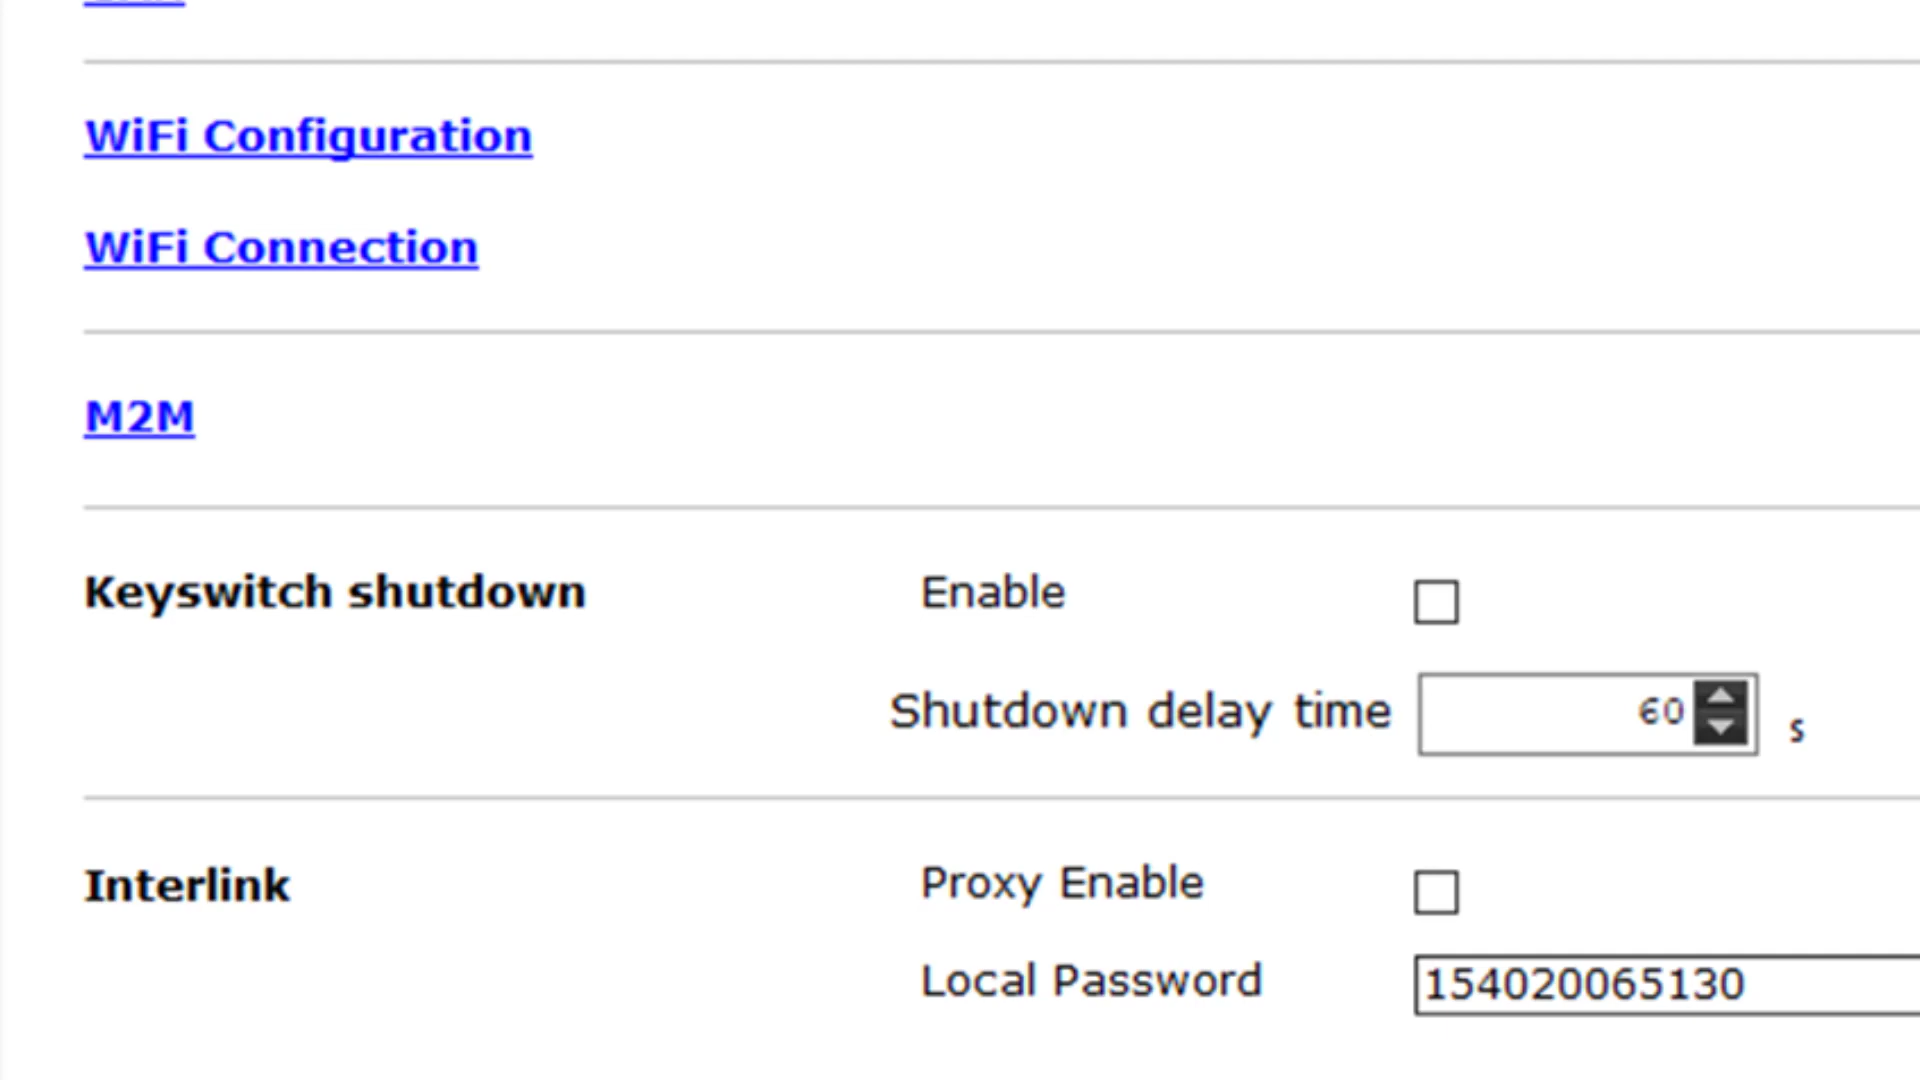 WiFi Configuration
WiFi Connection
M2M
Keyswitch shutdown Enable
Shutdown delay time 60 s
Interlink Proxy Enable
Local Password 154020065130